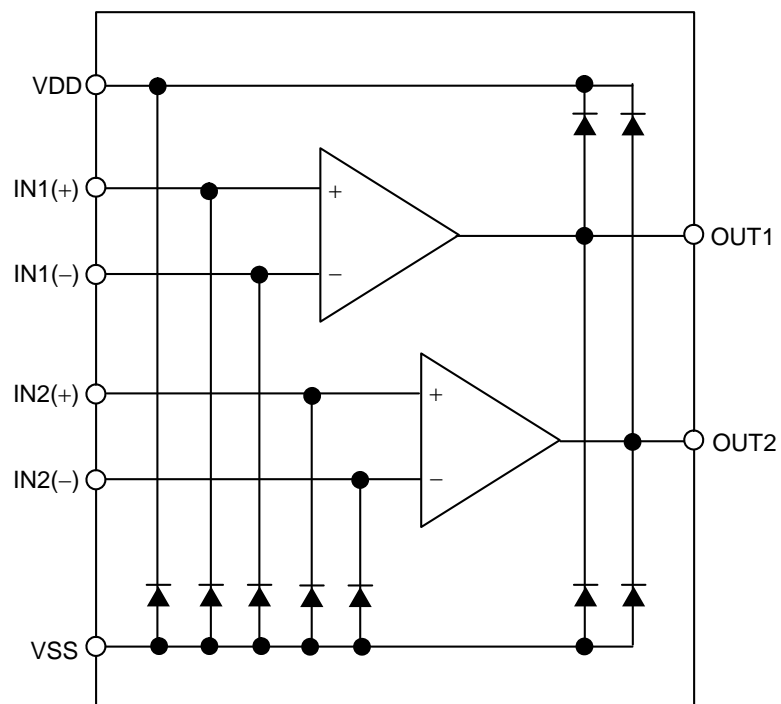 VDD
IN1(+)
+
OUT1
IN1(−)
−
IN2(+)
+
OUT2
IN2(−)
−
VSS